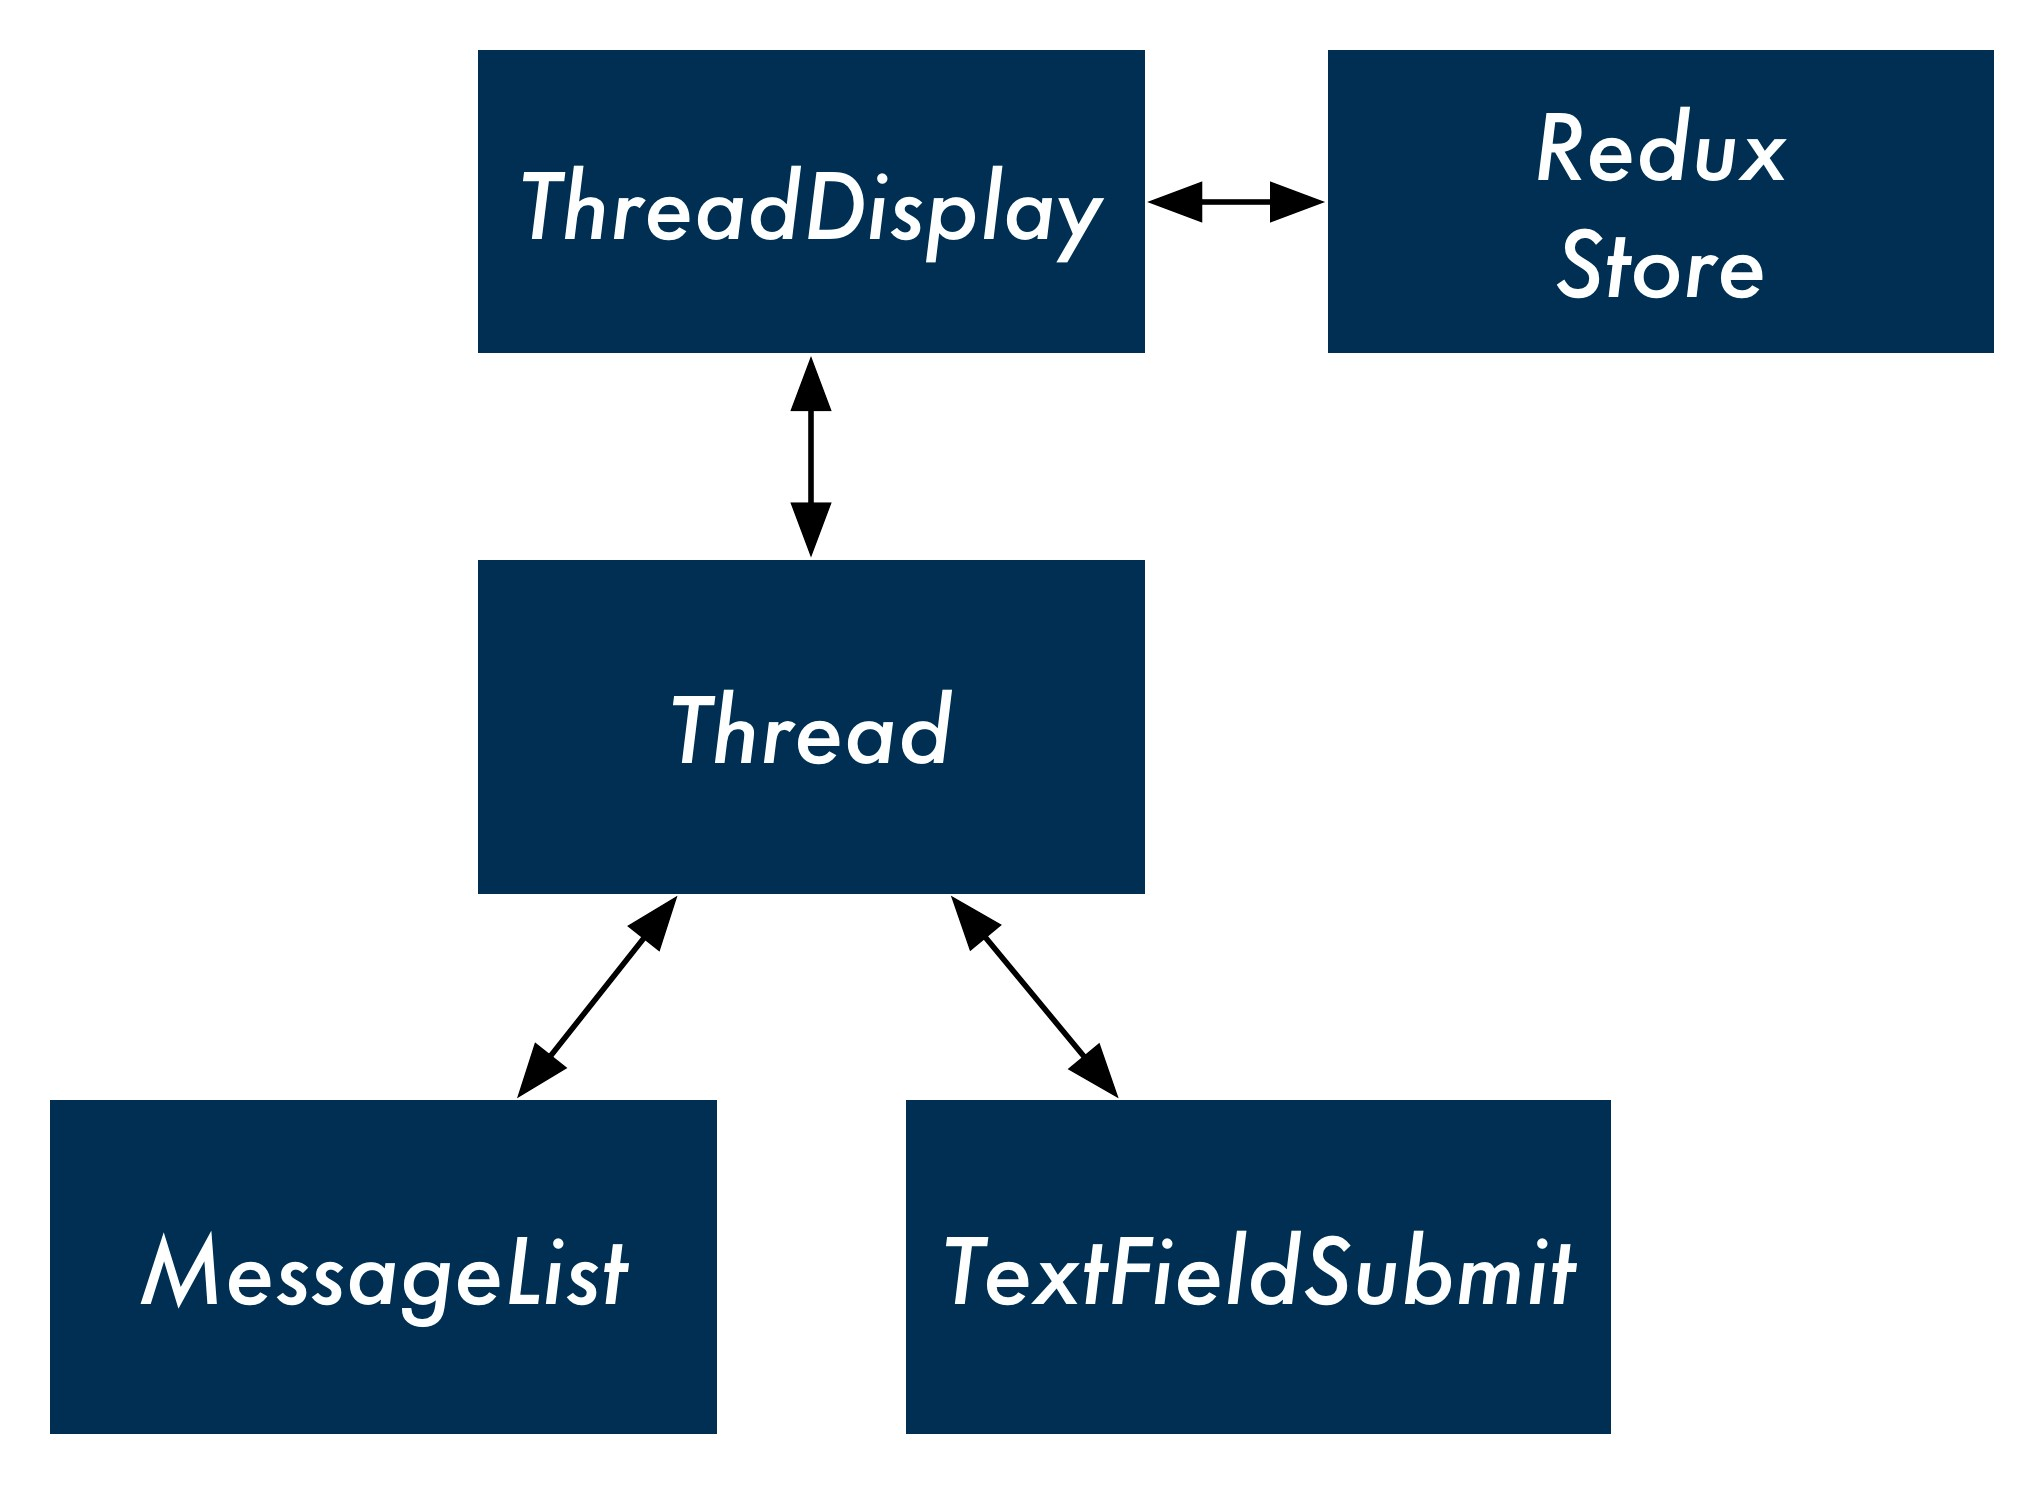 ThreadDisplay
Redux
Store
Thread
MessageList
TextFieldSubmit